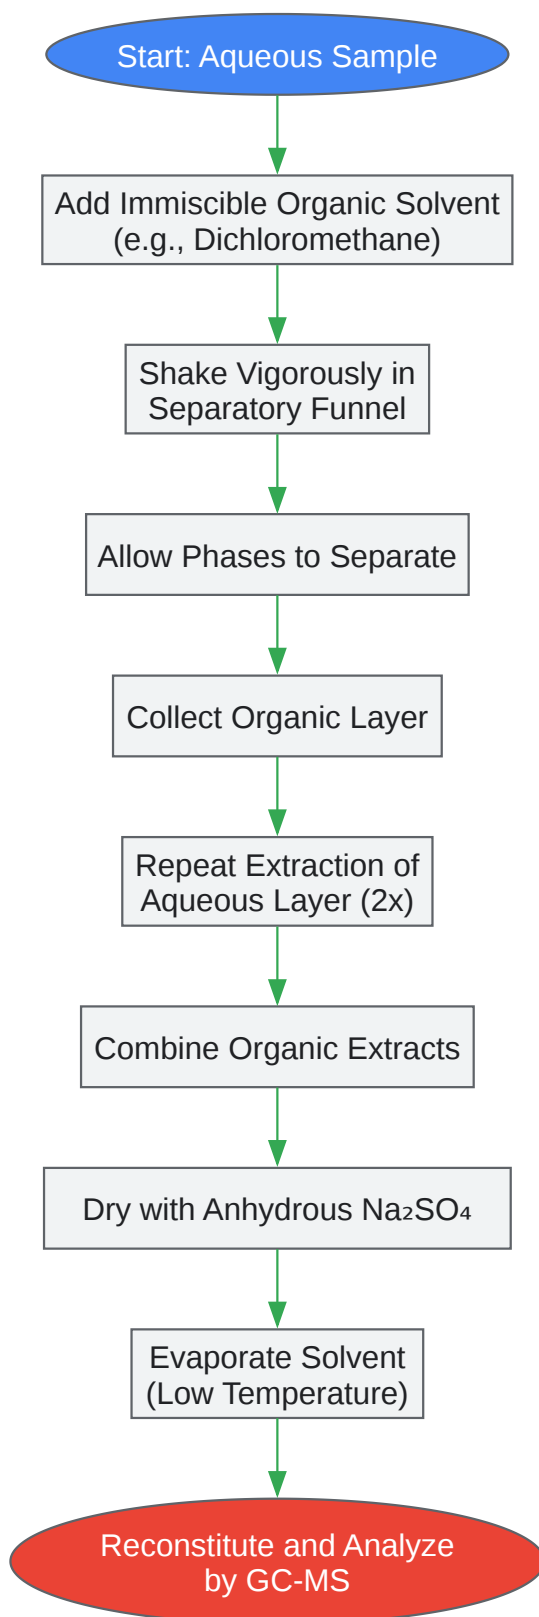 Start: Aqueous Sample
Add Immiscible Organic Solvent
(e.g., Dichloromethane)
Shake Vigorously in
Separatory Funnel
Allow Phases to Separate
Collect Organic Layer
Repeat Extraction of
Aqueous Layer (2x)
Combine Organic Extracts
Dry with Anhydrous Na₂SO₄
Evaporate Solvent
(Low Temperature)
Reconstitute and Analyze
by GC-MS